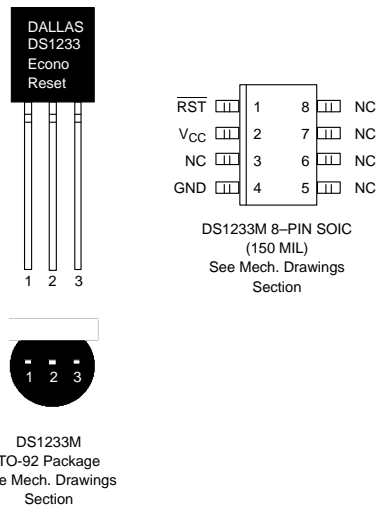 DALLAS
DS1233
Econo
Reset
1 2 3
1 2 3
DS1233M
TO-92 Package
e Mech. Drawings
Section
RST 1 8 NC
VCC 2 7 NC
NC 3 6 NC
GND 4 5 NC
DS1233M 8–PIN SOIC
(150 MIL)
See Mech. Drawings
Section